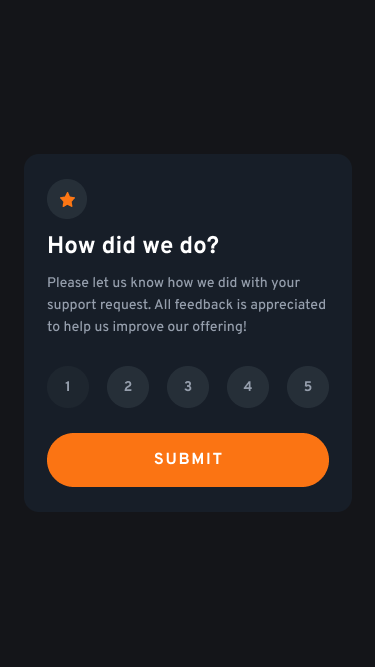 How did we do?
Please let us know how we did with your
support request. All feedback is appreciated
to help us improve our offering!
1 2 3 4 5
SUBMIT